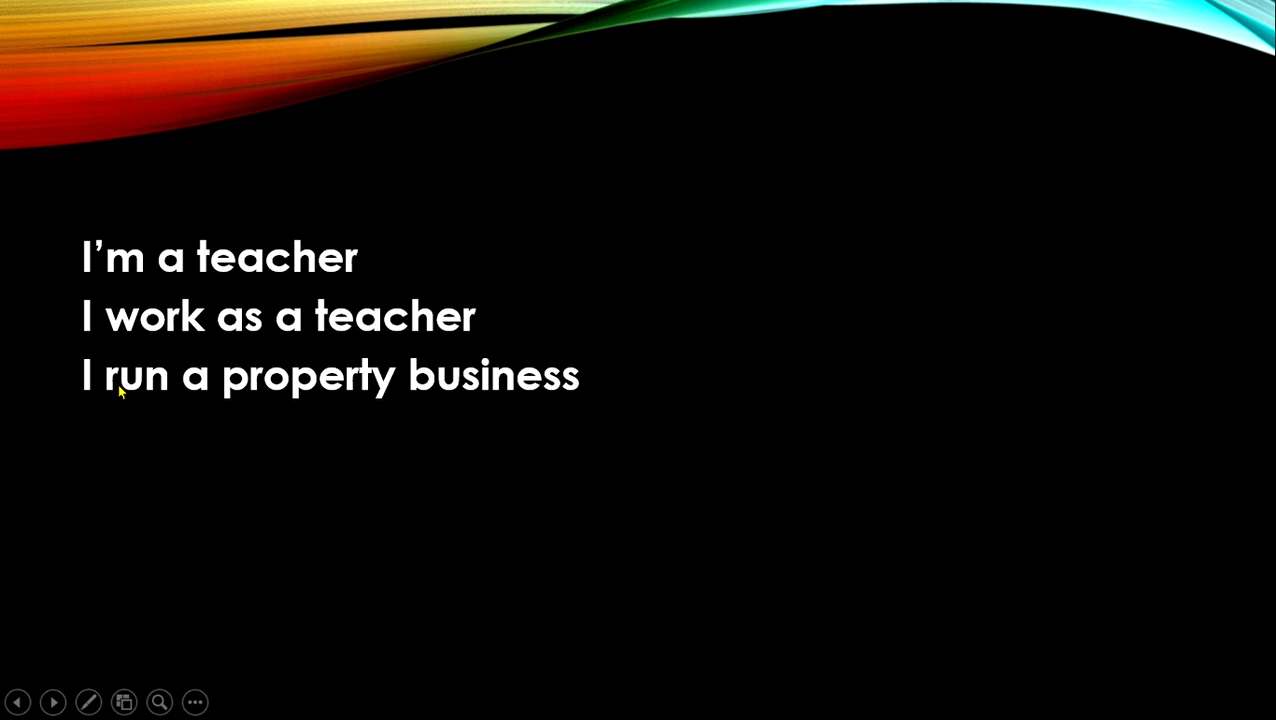 I’m a teacher
I work as a teacher
I run a property business